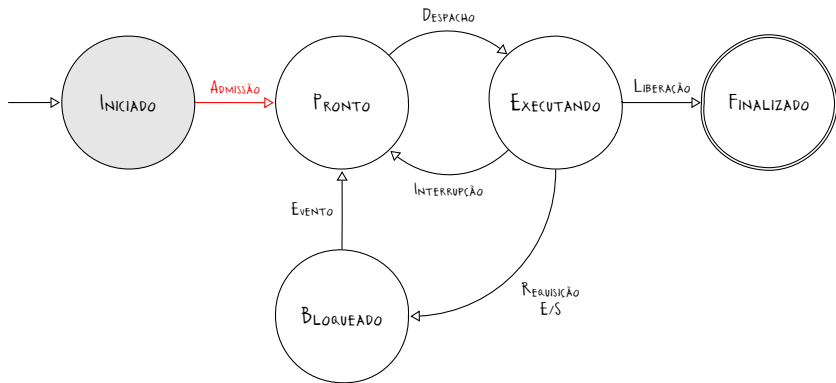 Despacho
Iniciado
Admissão
Pronto
Executando
Liberação
Finalizado
Interrupção
Evento
Requisição
E/S
Bloqueado